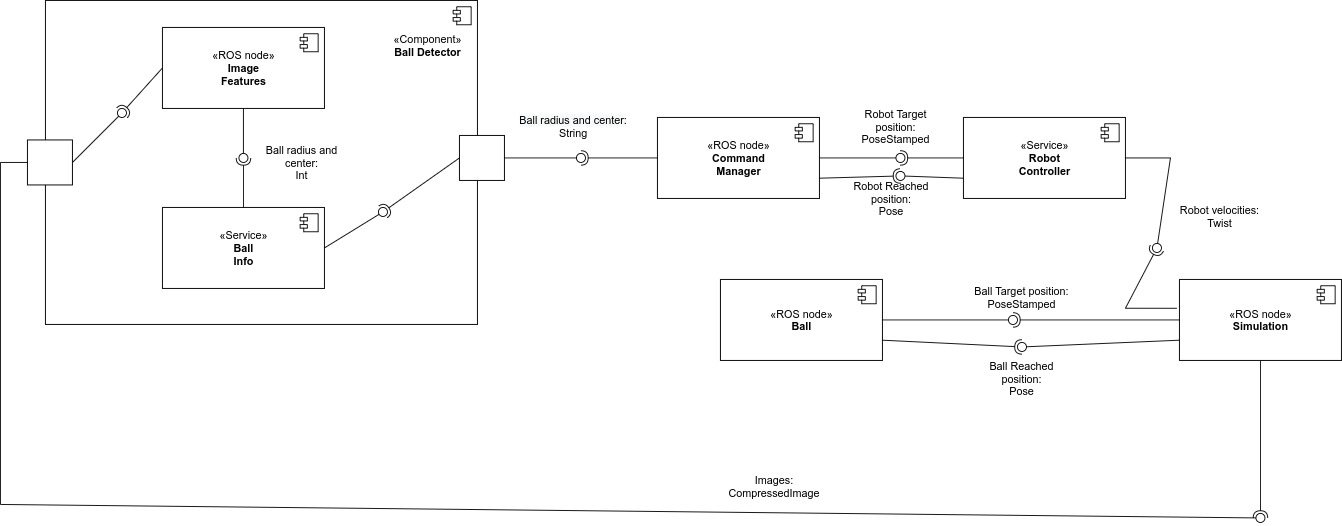 «Component»
Ball Detector
«ROS node»
Image
Features
Ball radius and
center:
Int
«Service»
Ball
Info
Ball radius and center:
String
«ROS node»
Command
Manager
Robot Target
position:
PoseStamped
Robot Reached
position:
Pose
«Service»
Robot
Controller
Robot velocities:
Twist
«ROS node»
Ball
Ball Target position:
PoseStamped
Ball Reached
position:
Pose
«ROS node»
Simulation
Images:
CompressedImage